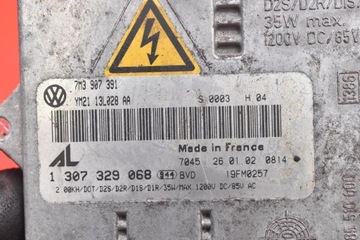 D2S/D2R/D1S/
35W max.
1200V DC/85V
7M3 907 391
YM21 13L028 AA
S 0003 H 04
Made in France
7045 26 01 02 0814
AL
1 307 329 068 8VD 19FM0257
2.00KH/DOT/D2S/D2R/D1S/D1R/35W/MAX 1200V DC/85V AC